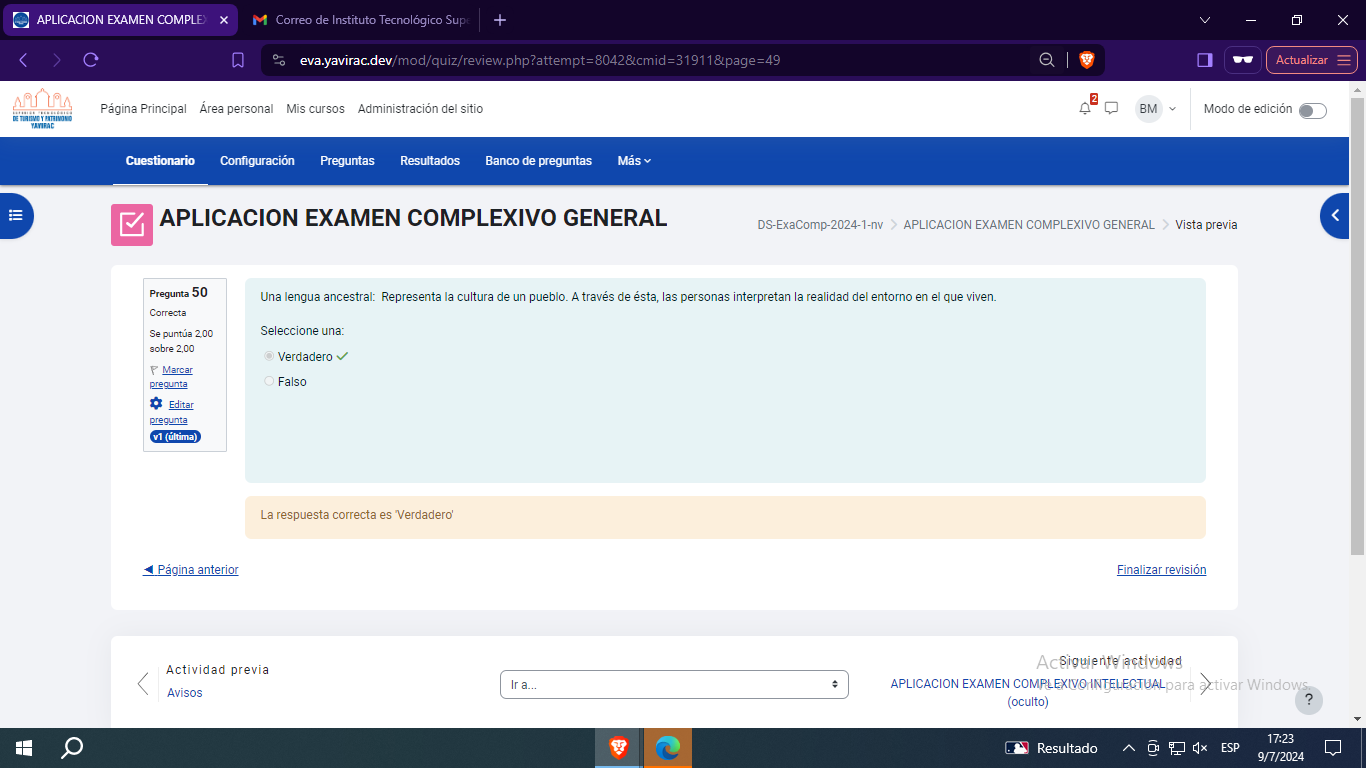 APLICACION EXAMEN COMPLEX
Correo de Instituto Tecnológico Supe
eva.yavirac.dev/mod/quiz/review.php?attempt=8042&cmid=31911&page=49
Actualizar
DE TURISMO Y PATRIMONIO
YAVIRAC
Página Principal Área personal Mis cursos Administración del sitio
2
BM
Modo de edición
Cuestionario Configuración Preguntas Resultados Banco de preguntas Más
APLICACION EXAMEN COMPLEXIVO GENERAL
DS-ExaComp-2024-1-nv > APLICACION EXAMEN COMPLEXIVO GENERAL > Vista previa
Pregunta 50
Correcta
Se puntúa 2,00
sobre 2,00
Marcar
pregunta
Editar
pregunta
v1 (última)
Una lengua ancestral: Representa la cultura de un pueblo. A través de ésta, las personas interpretan la realidad del entorno en el que viven.
Seleccione una:
Verdadero
Falso
La respuesta correcta es 'Verdadero'
◄ Página anterior
Finalizar revisión
Actividad previa
Avisos
Ir a...
Siguiente actividad
APLICACION EXAMEN COMPLEXIVO INTELECTUAL
(oculto)
Activar Windows
Ve a Configuración para activar Windows.
?
Resultado
ESP
17:23
9/7/2024